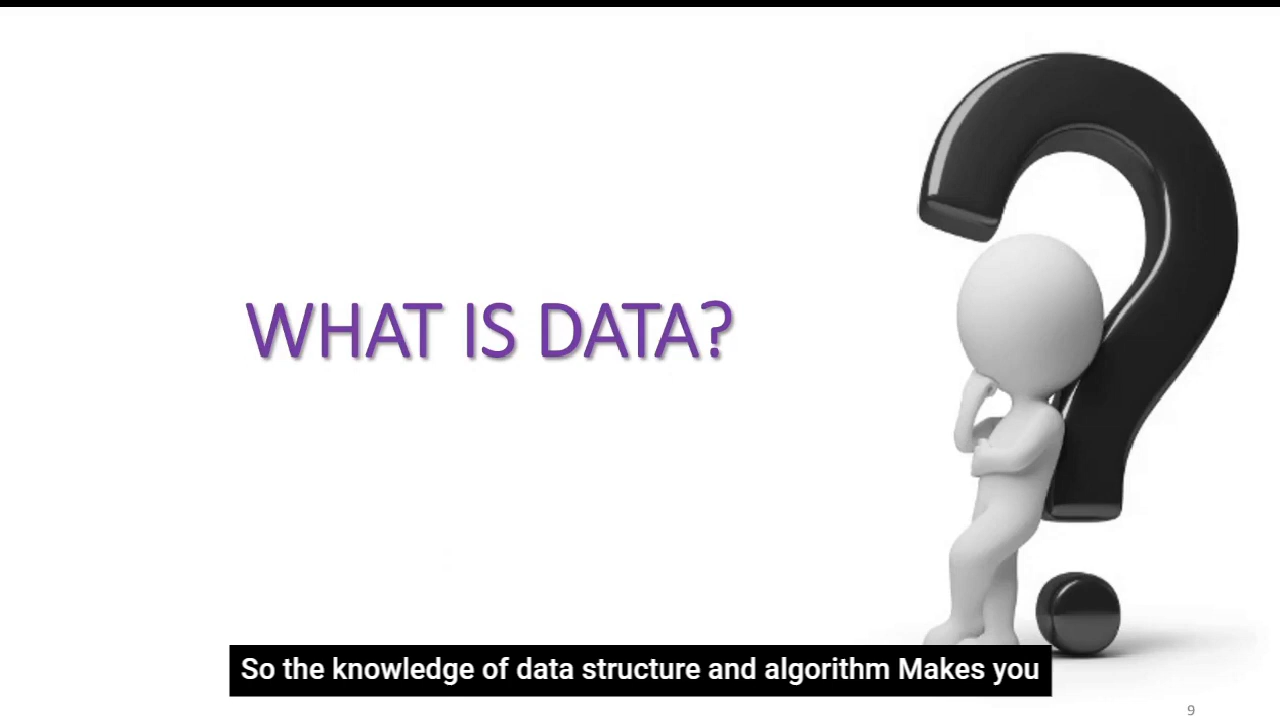 WHAT IS DATA?
So the knowledge of data structure and algorithm Makes you
9